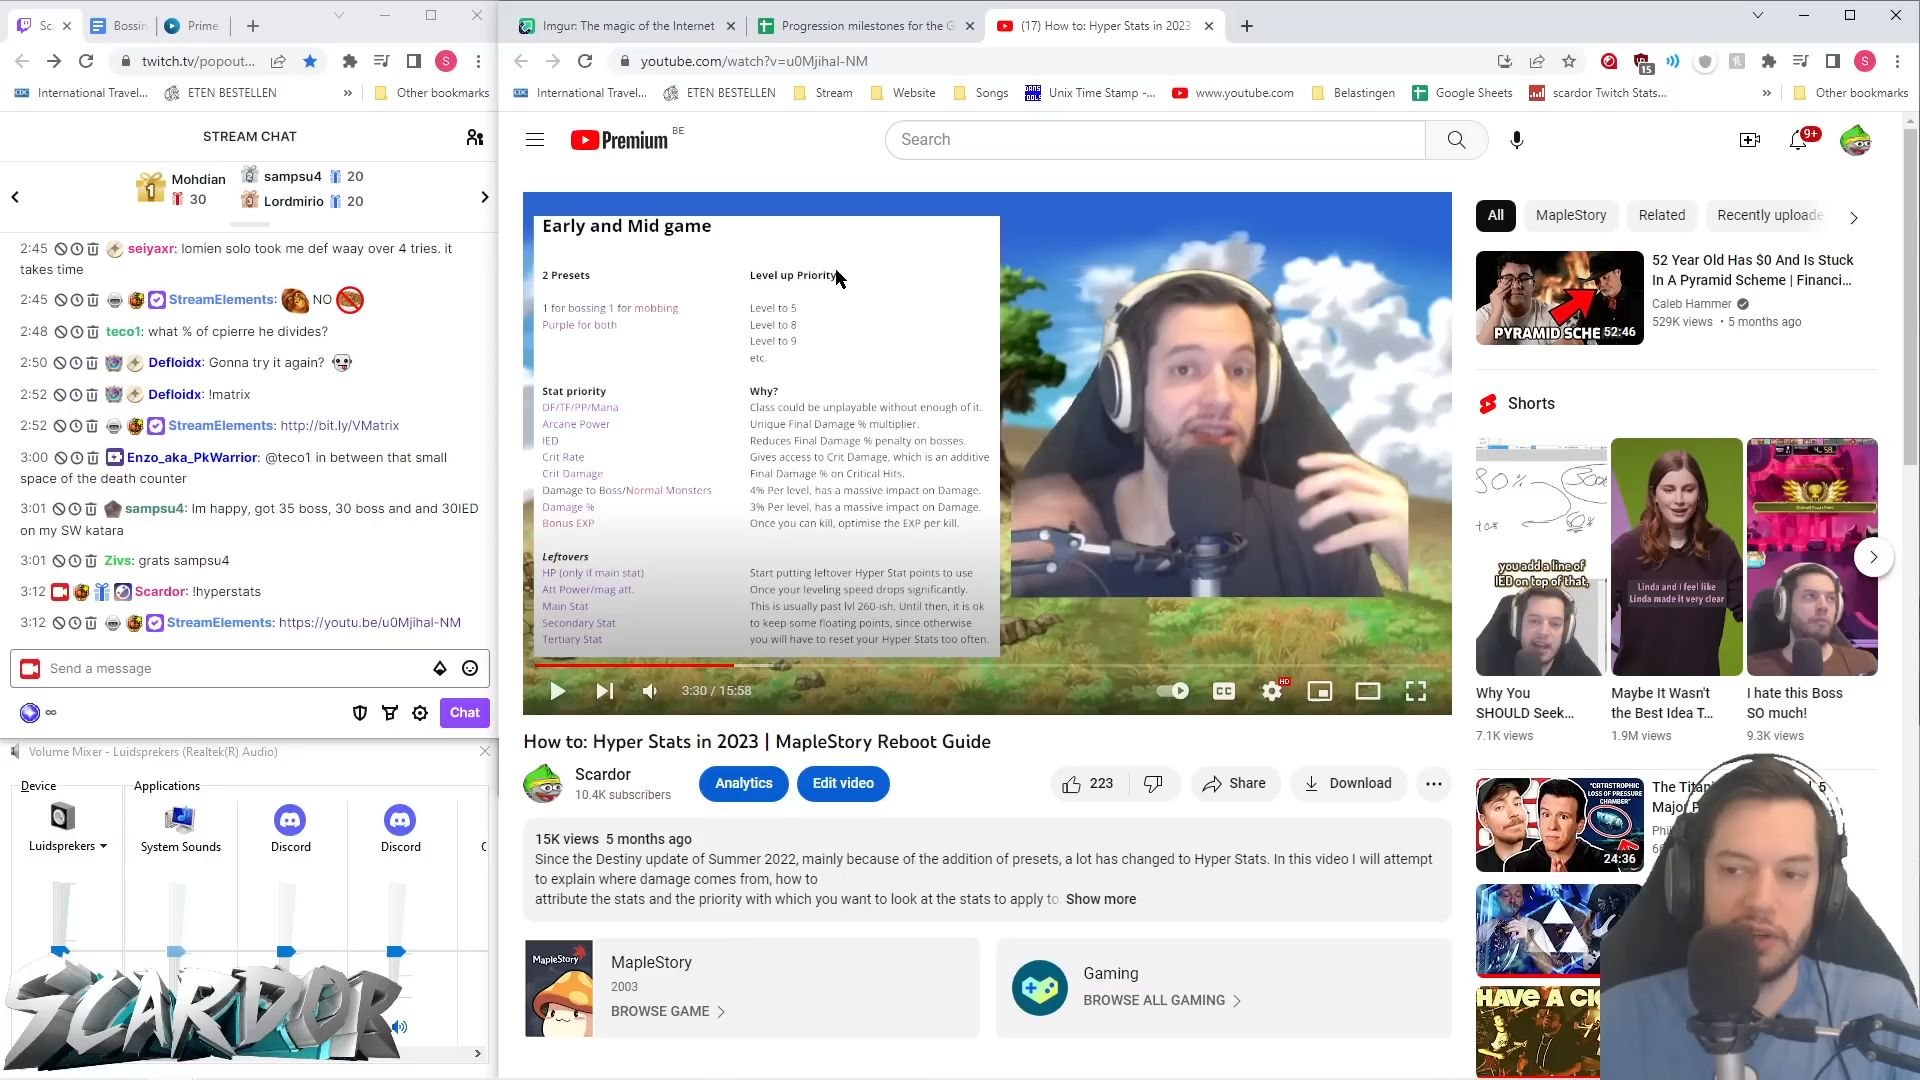 Sc
Bossin
Prime
twitch.tv/popout...
S
International Travel...
ETEN BESTELLEN
»
Other bookmarks
STREAM CHAT
1 Mohdian
30
2 sampsu4 20
3 Lordmirio 20
2:45 seiyaxr: lomien solo took me def waay over 4 tries. it
takes time
2:45 StreamElements: NO
2:48 teco1: what % of cpierre he divides?
2:50 Defloidx: Gonna try it again?
2:52 Defloidx: !matrix
2:52 StreamElements: http://bit.ly/VMatrix
3:00 Enzo_aka_PkWarrior: @teco1 in between that small
space of the death counter
3:01 sampsu4: Im happy, got 35 boss, 30 boss and and 30IED
on my SW katara
3:01 Zivs: grats sampsu4
3:12 Scardor: !hyperstats
3:12 StreamElements: https://youtu.be/u0Mjihal-NM
Send a message
∞
Chat
Volume Mixer - Luidsprekers (Realtek(R) Audio)
Device
Applications
Luidsprekers
System Sounds
Discord
Discord
SCARDOR
Imgur: The magic of the Internet
Progression milestones for the G
(17) How to: Hyper Stats in 2023
youtube.com/watch?v=u0Mjihal-NM
15
S
International Travel...
ETEN BESTELLEN
Stream
Website
Songs
Unix Time Stamp -...
www.youtube.com
Belastingen
Google Sheets
scardor Twitch Stats...
»
Other bookmarks
Premium BE
Search
9+
Early and Mid game
2 Presets
1 for bossing 1 for mobbing
Purple for both
Level up Priority
Level to 5
Level to 8
Level to 9
etc.
Stat priority
Why?
DF/TF/PP/Mana
Class could be unplayable without enough of it.
Arcane Power
Unique Final Damage % multiplier.
IED
Reduces Final Damage % penalty on bosses.
Crit Rate
Gives access to Crit Damage, which is an additive
Crit Damage
Final Damage % on Critical Hits.
Damage to Boss/Normal Monsters
4% Per level, has a massive impact on Damage.
Damage %
3% Per level, has a massive impact on Damage.
Bonus EXP
Once you can kill, optimise the EXP per kill.
Leftovers
HP (only if main stat)
Start putting leftover Hyper Stat points to use
Att Power/mag att.
Once your leveling speed drops significantly.
Main Stat
This is usually past lvl 260-ish. Until then, it is ok
Secondary Stat
to keep some floating points, since otherwise
Tertiary Stat
you will have to reset your Hyper Stats too often.
3:30 / 15:58
CC
HD
How to: Hyper Stats in 2023 | MapleStory Reboot Guide
Scardor
10.4K subscribers
Analytics
Edit video
223
Share
Download
15K views 5 months ago
Since the Destiny update of Summer 2022, mainly because of the addition of presets, a lot has changed to Hyper Stats. In this video I will attempt
to explain where damage comes from, how to
attribute the stats and the priority with which you want to look at the stats to apply to. Show more
MapleStory
MapleStory
2003
BROWSE GAME
Gaming
BROWSE ALL GAMING
All
MapleStory
Related
Recently uploade
PYRAMID SCHE
52:46
52 Year Old Has $0 And Is Stuck
In A Pyramid Scheme | Financi...
Caleb Hammer
529K views • 5 months ago
Shorts
you add a line of
IED on top of that,
Why You
SHOULD Seek...
7.1K views
Linda and I feel like
Linda made it very clear
Maybe It Wasn't
the Best Idea T...
1.9M views
I hate this Boss
SO much!
9.3K views
"CATASTROPHIC
LOSS OF PRESSURE
CHAMBER"
24:36
The Titan
Major
Phi
HAVE A